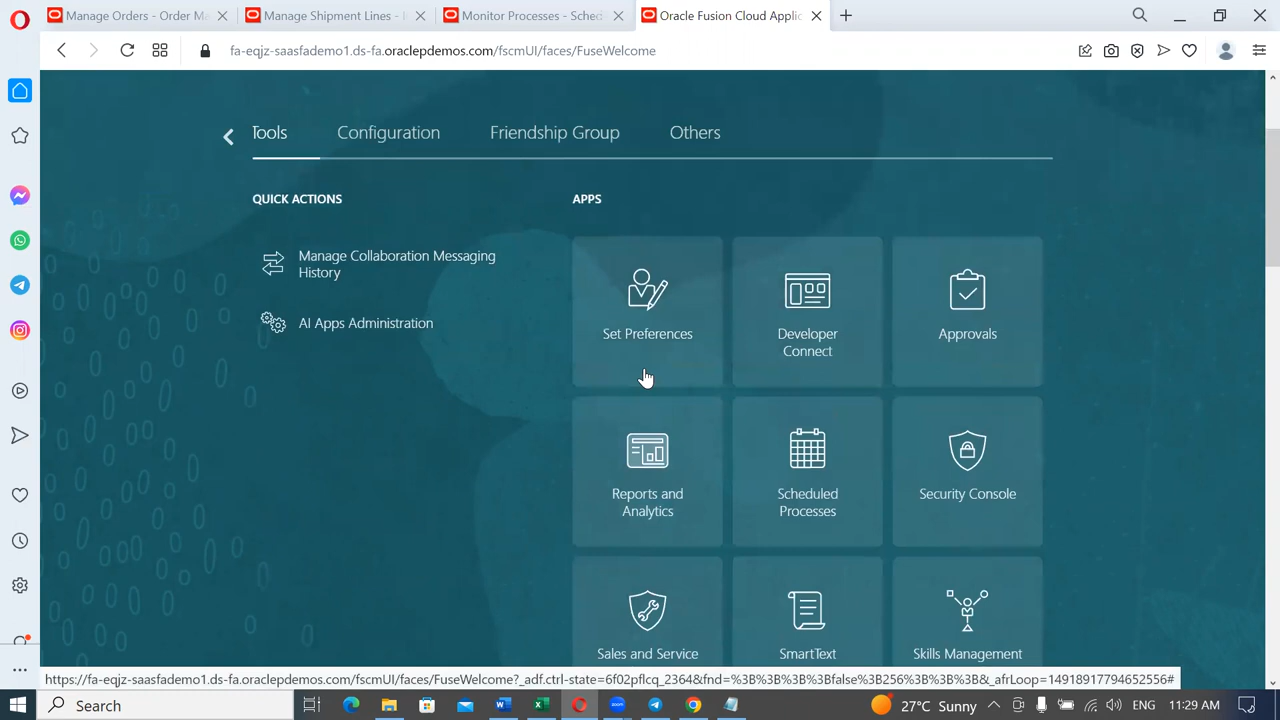 Manage Orders - Order M
Manage Shipment Lines -
Monitor Processes - Sched
Oracle Fusion Cloud Applic
fa-eqjz-saasfademo1.ds-fa.oraclepdemos.com/fscmUI/faces/FuseWelcome
Tools
Configuration
Friendship Group
Others
QUICK ACTIONS
APPS
Manage Collaboration Messaging
History
AI Apps Administration
Set Preferences
Developer
Connect
Approvals
Reports and
Analytics
Scheduled
Processes
Security Console
Sales and Service
SmartText
Skills Management
https://fa-eqjz-saasfademo1.ds-fa.oraclepdemos.com/fscmUI/faces/FuseWelcome?_adf.ctrl-state=6f02pflcq_2364&fnd=%3B%3B%3B%3Bfalse%3B256%3B%3B%3B&_afrLoop=14918917794652556#
Search
27°C Sunny
ENG
11:29 AM